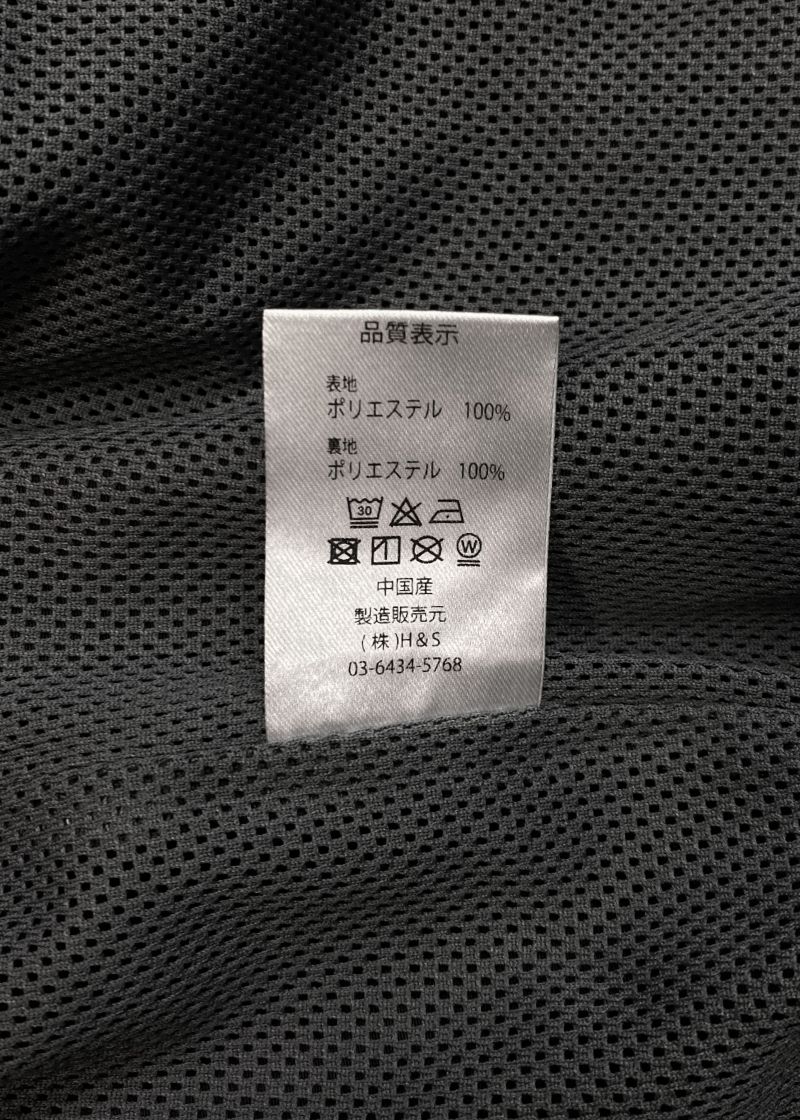 品質表示
表地
ポリエステル 100%
裏地
ポリエステル 100%
30
W
中国産
製造販売元
(株)H&S
03-6434-5768